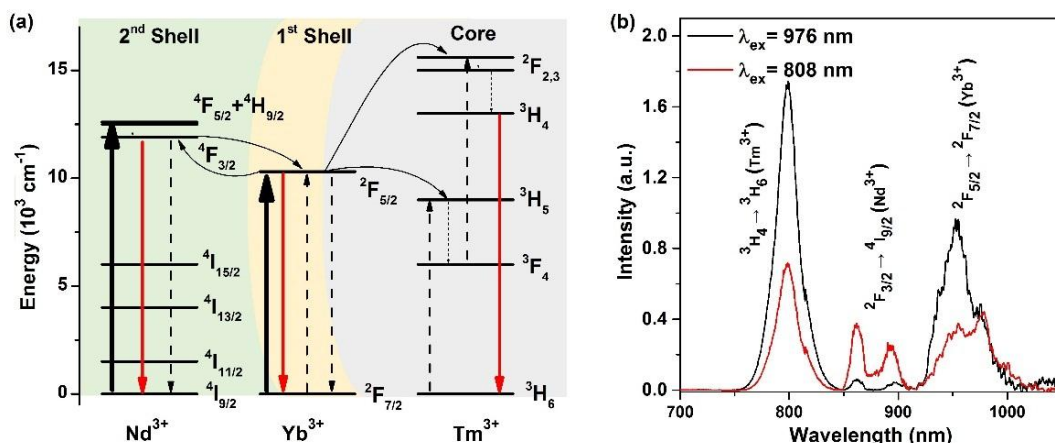 (a)
2nd Shell
1st Shell
Core
Energy (10³ cm⁻¹)
15
10
5
0
⁴F5/2+⁴H9/2
⁴F3/2
⁴I15/2
⁴I13/2
⁴I11/2
⁴I9/2
²F5/2
²F7/2
²F2,3
³H4
³H5
³F4
³H6
Nd³⁺
Yb³⁺
Tm³⁺
(b)
λex = 976 nm
λex = 808 nm
Intensity (a.u.)
2.0
1.6
1.2
0.8
0.4
0.0
³H4 → ³H6 (Tm³⁺)
²F3/2 → ⁴I9/2 (Nd³⁺)
²F5/2 → ²F7/2 (Yb³⁺)
700
800
900
1000
Wavelength (nm)